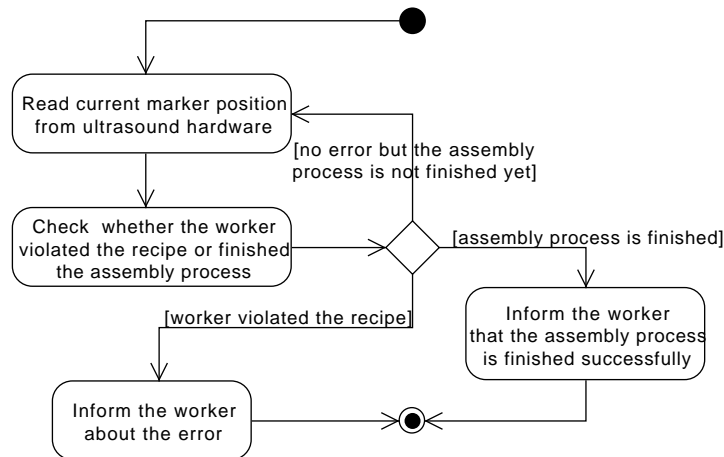 Read current marker position
from ultrasound hardware
[no error but the assembly
process is not finished yet]
Check  whether the worker
violated the recipe or finished
the assembly process
[assembly process is finished]
[worker violated the recipe]
Inform the worker
that the assembly process
is finished successfully
Inform the worker
about the error